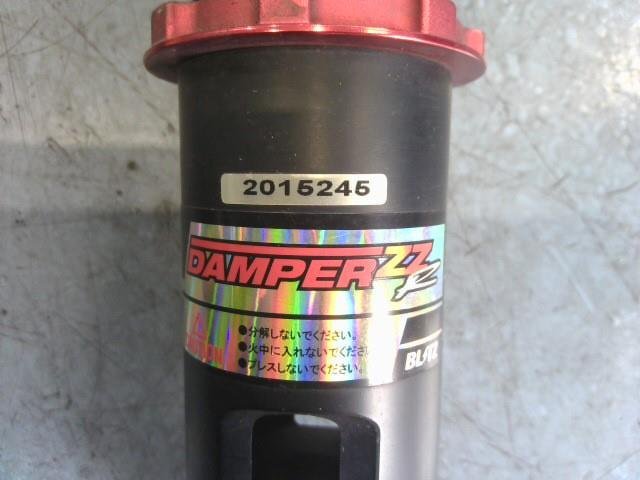 2015245
DAMPER ZZ R
●分解しないでください。
●火中に入れないでください
CAUTION
●プレスしないでください。
BLITZ